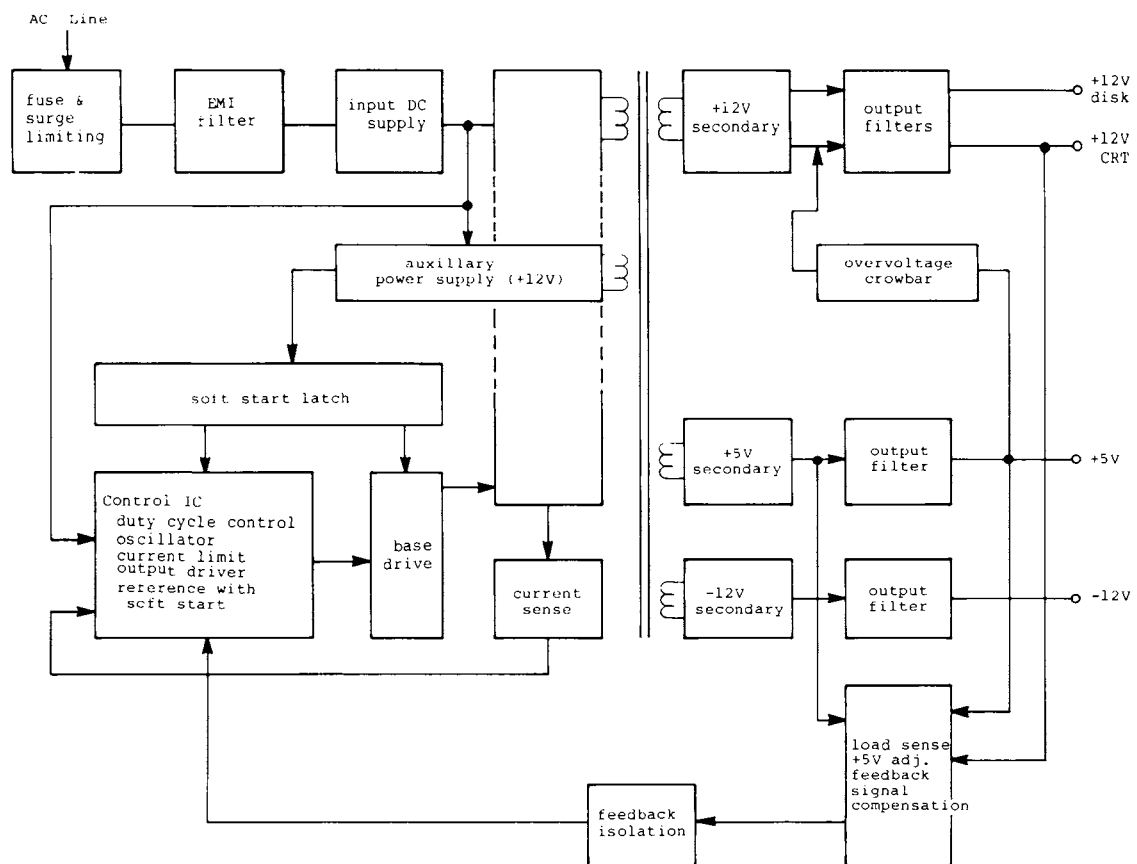 AC Line
fuse &
surge
limiting
EMI
filter
input DC
supply
+i2V
secondary
output
filters
+12V
disk
+12V
CRT
auxillary
power supply (+12V)
overvoltage
crowbar
soft start latch
+5V
secondary
output
filter
+5V
Control IC
duty cycle control
oscillator
current limit
output driver
reference with
soft start
base
drive
current
sense
-12V
secondary
output
filter
-12V
load sense
+5V adj.
feedback
signal
compensation
feedback
isolation